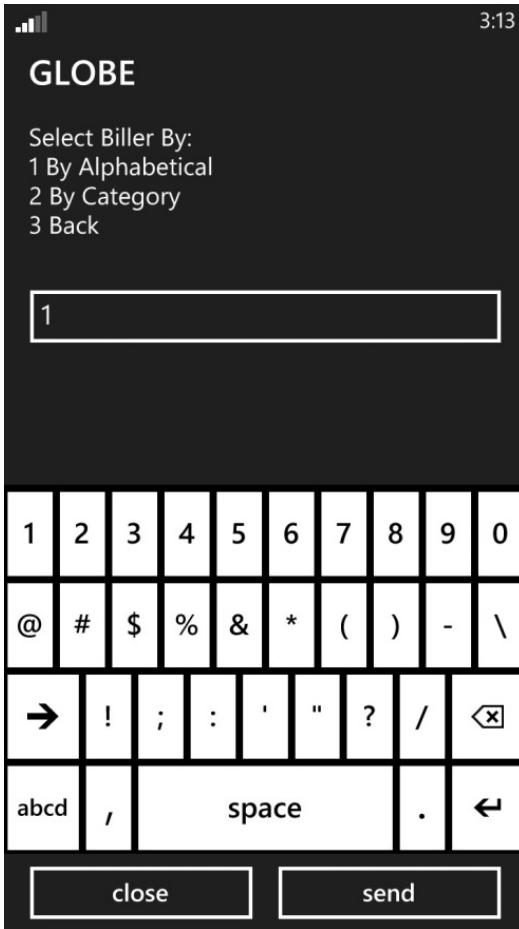 3:13
GLOBE
Select Biller By:
1 By Alphabetical
2 By Category
3 Back
1
1 2 3 4 5 6 7 8 9 0
@ # $ % & * ( ) - \
→ ! ; : ' " ? /
abcd , space .
close send